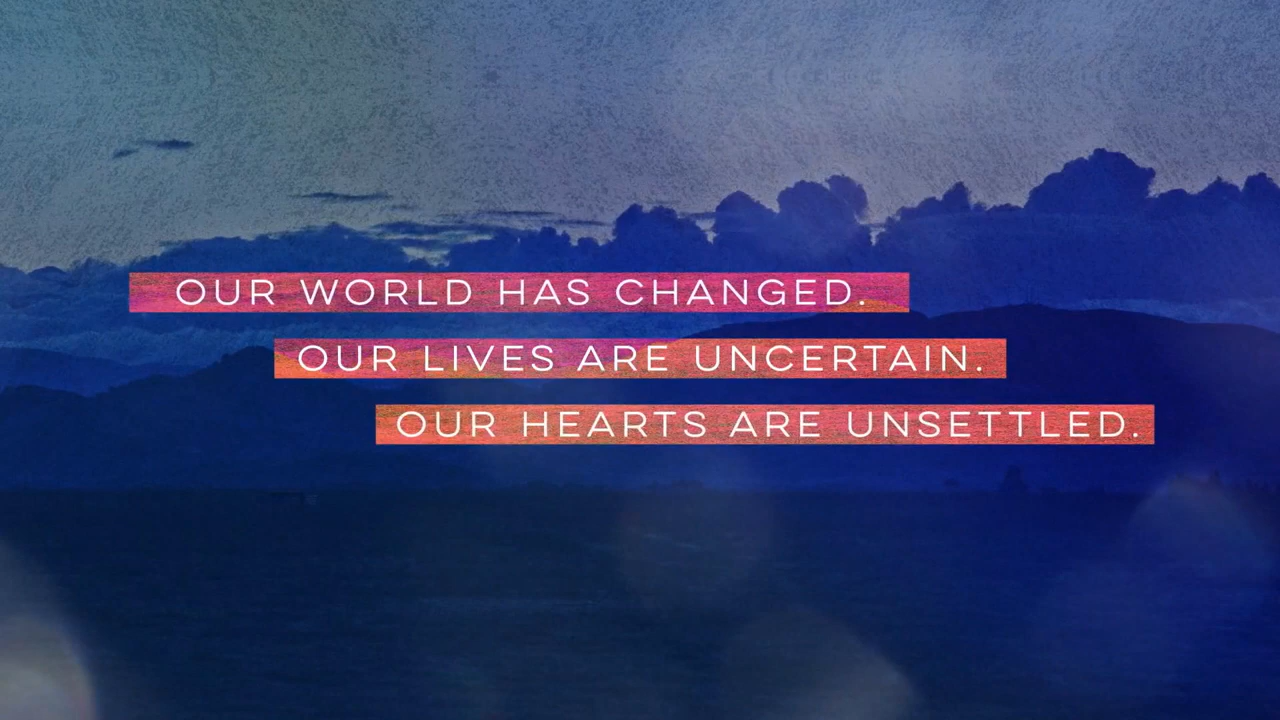 OUR WORLD HAS CHANGED.
OUR LIVES ARE UNCERTAIN.
OUR HEARTS ARE UNSETTLED.